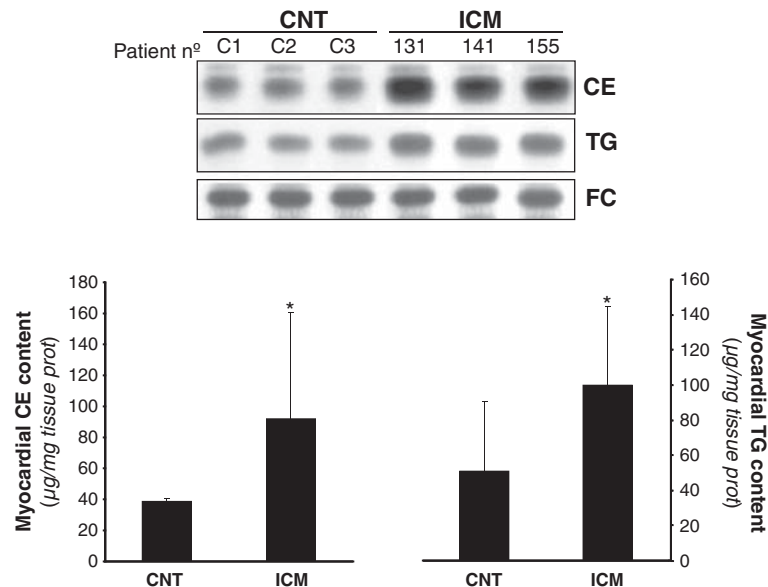 CNT ICM
Patient nº C1 C2 C3 131 141 155
CE
TG
FC
Myocardial CE content
(µg/mg tissue prot)
180
160
140
120
100
80
60
40
20
0
*
CNT ICM
*
CNT ICM
160
140
120
100
80
60
40
20
0
Myocardial TG content
(µg/mg tissue prot)